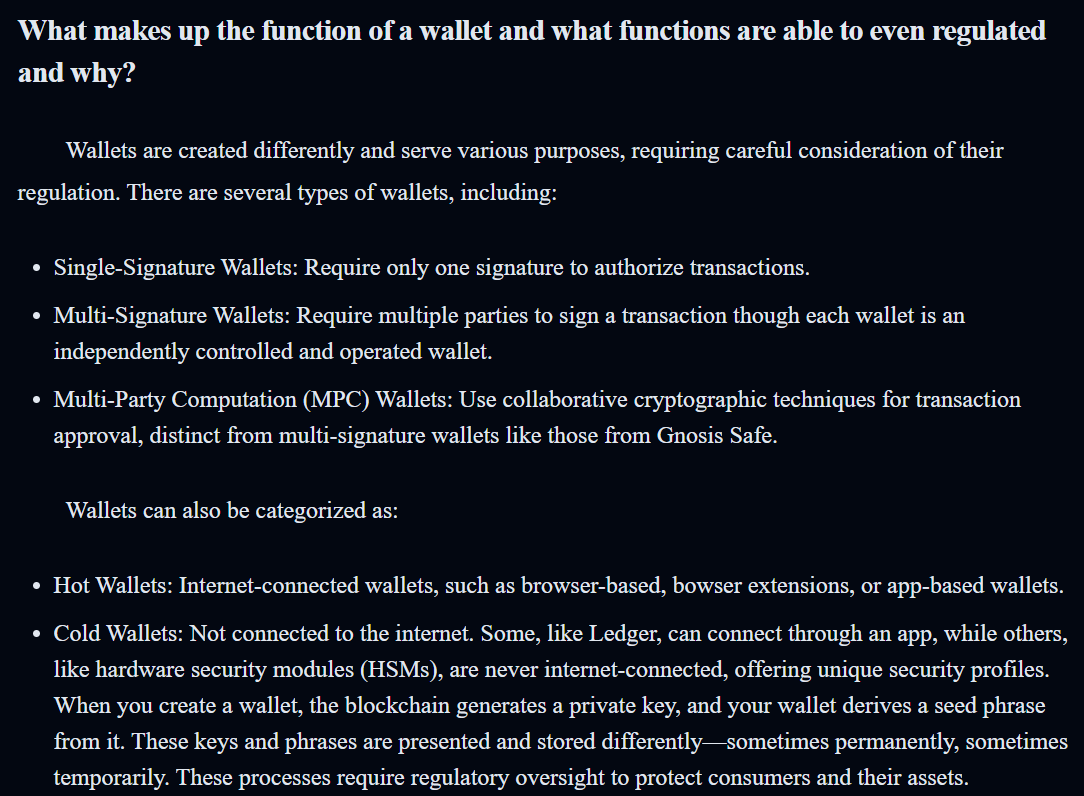 What makes up the function of a wallet and what functions are able to even regulated
and why?
Wallets are created differently and serve various purposes, requiring careful consideration of their
regulation. There are several types of wallets, including:
• Single-Signature Wallets: Require only one signature to authorize transactions.
• Multi-Signature Wallets: Require multiple parties to sign a transaction though each wallet is an
independently controlled and operated wallet.
• Multi-Party Computation (MPC) Wallets: Use collaborative cryptographic techniques for transaction
approval, distinct from multi-signature wallets like those from Gnosis Safe.
Wallets can also be categorized as:
• Hot Wallets: Internet-connected wallets, such as browser-based, bowser extensions, or app-based wallets.
• Cold Wallets: Not connected to the internet. Some, like Ledger, can connect through an app, while others,
like hardware security modules (HSMs), are never internet-connected, offering unique security profiles.
When you create a wallet, the blockchain generates a private key, and your wallet derives a seed phrase
from it. These keys and phrases are presented and stored differently—sometimes permanently, sometimes
temporarily. These processes require regulatory oversight to protect consumers and their assets.